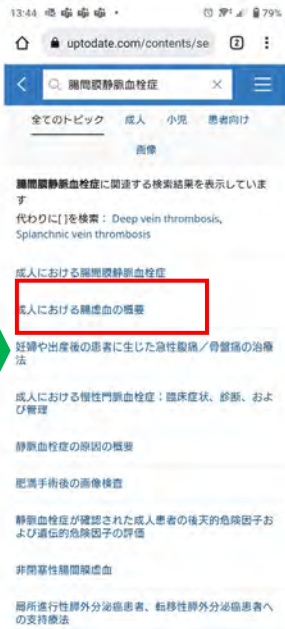 13:44
79%
uptodate.com/contents/se
2
腸間膜静脈血栓症
全てのトピック 成人 小児 患者向け
画像
腸間膜静脈血栓症に関連する検索結果を表示していま
す
代わりに[]を検索： Deep vein thrombosis,
Splanchnic vein thrombosis
成人における腸間膜静脈血栓症
成人における腸虚血の概要
妊婦や出産後の患者に生じた急性腹痛／骨盤痛の治療
法
成人における慢性門脈血栓症：臨床症状、診断、およ
び管理
静脈血栓症の原因の概要
肥満手術後の画像検査
静脈血栓症が確認された成人患者の後天的危険因子お
よび遺伝的危険因子の評価
非閉塞性腸間膜虚血
局所進行性膵外分泌癌患者、転移性膵外分泌癌患者へ
の支持療法